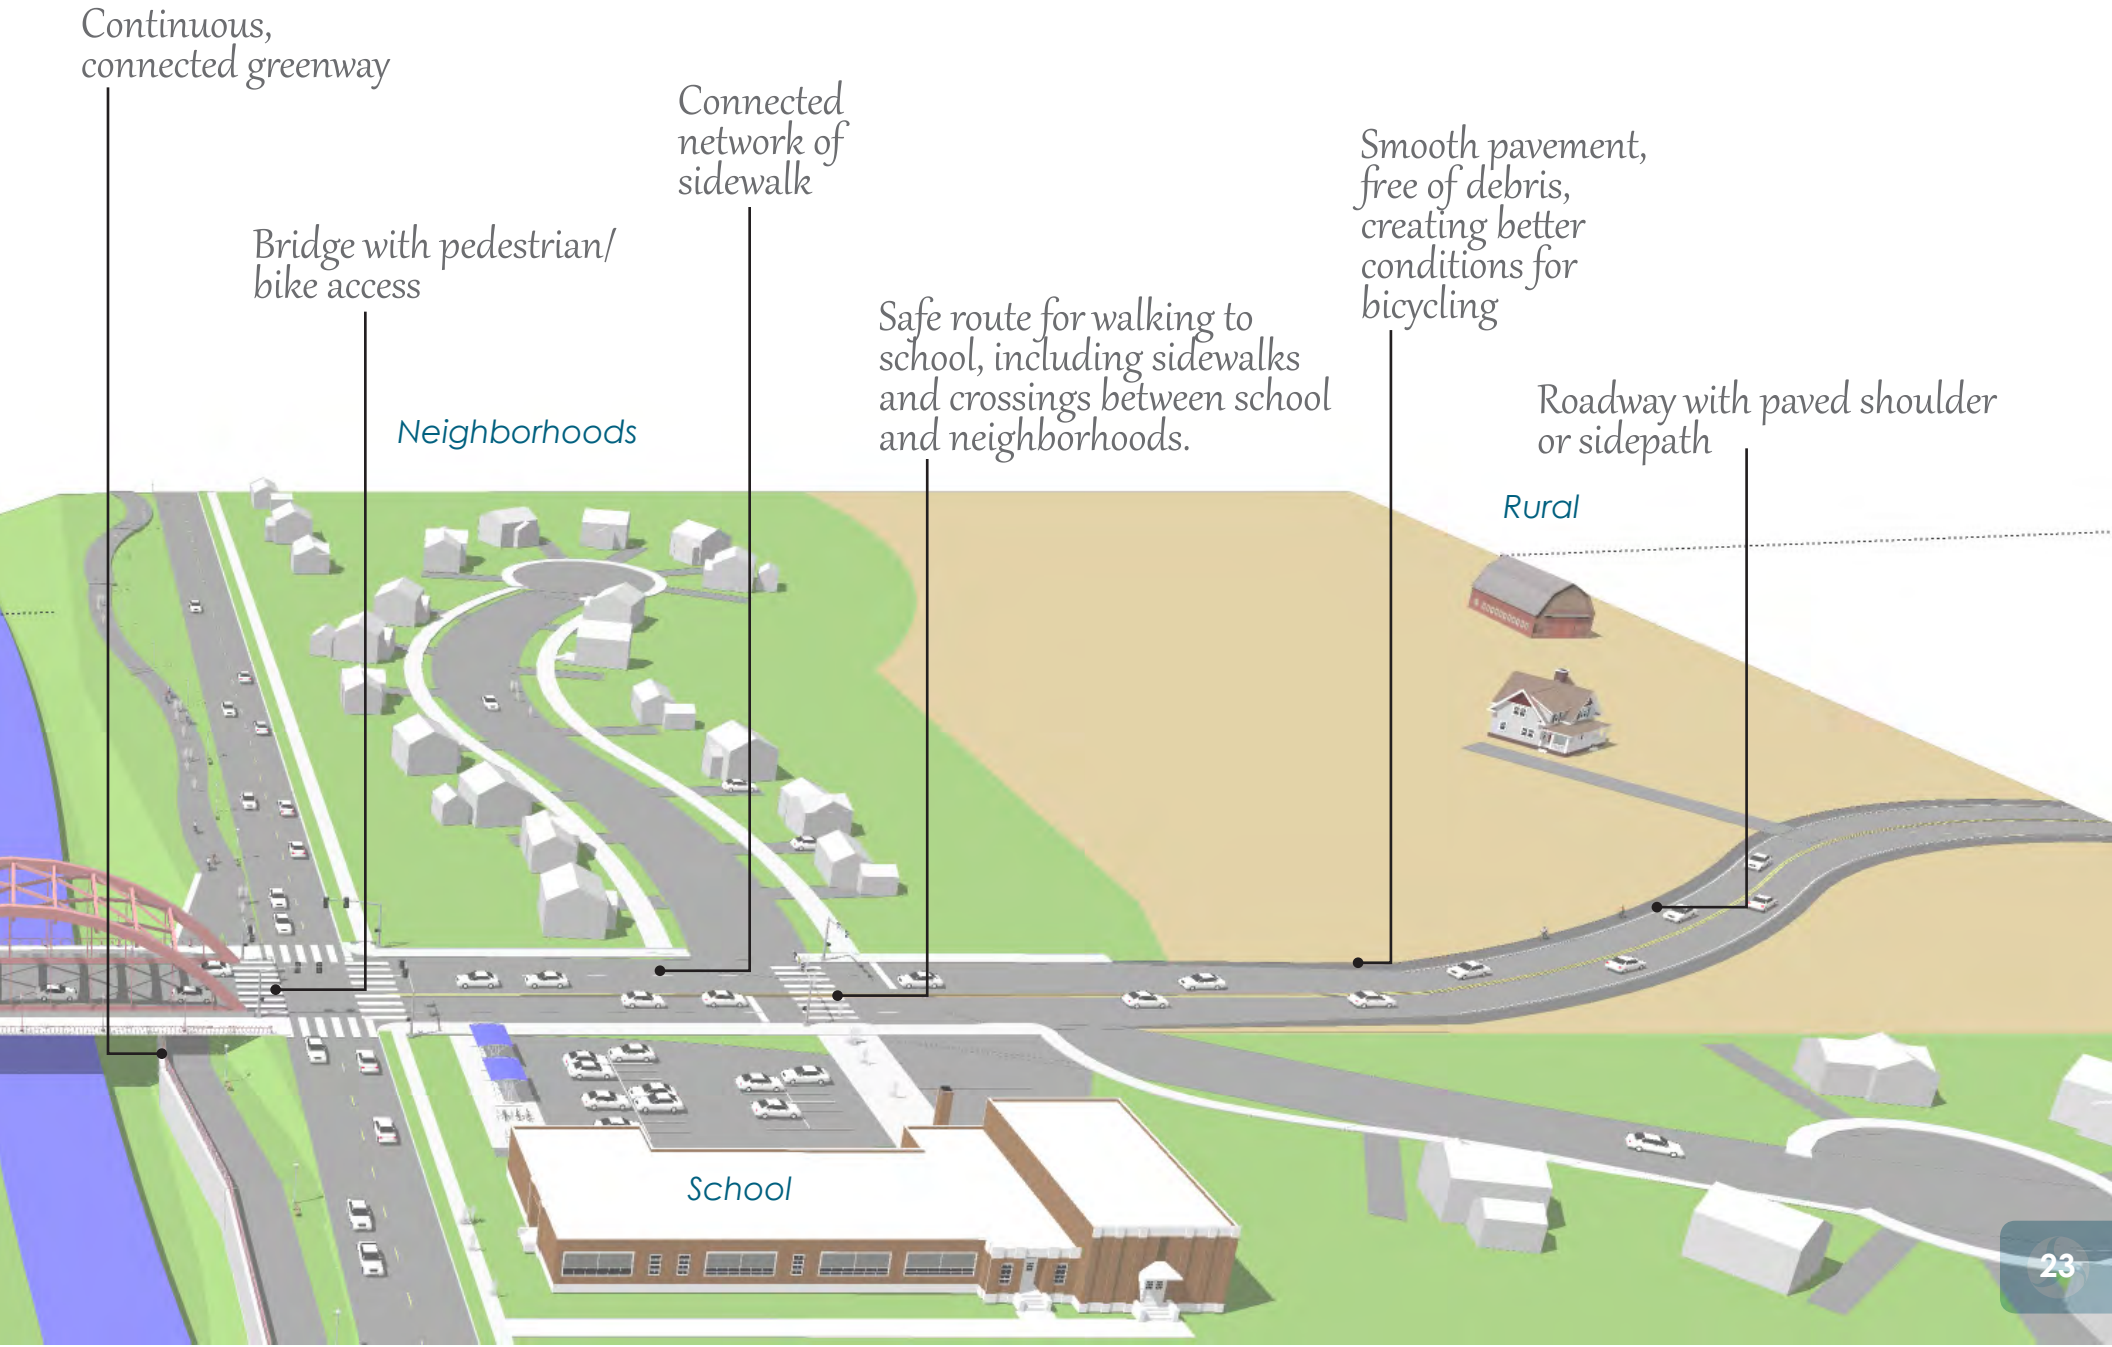 Continuous,
connected greenway
Connected
network of
sidewalk
Smooth pavement,
free of debris,
creating better
conditions for
bicycling
Bridge with pedestrian/
bike access
Safe route for walking to
school, including sidewalks
and crossings between school
and neighborhoods.
Roadway with paved shoulder
or sidepath
Neighborhoods
Rural
School
23